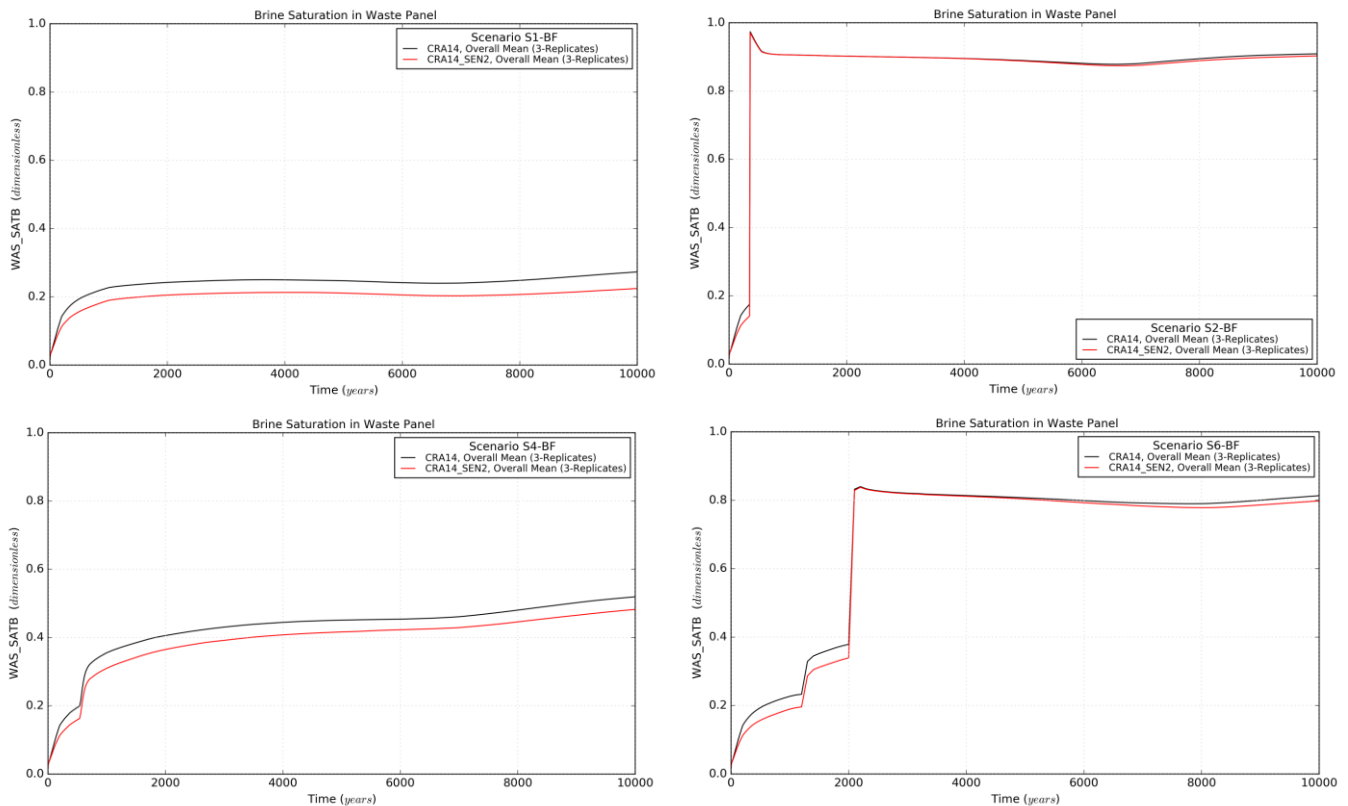 Brine Saturation in Waste Panel
Scenario S1-BF
CRA14, Overall Mean (3-Replicates)
CRA14_SEN2, Overall Mean (3-Replicates)
WAS_SATB (dimensionless)
1.0
0.8
0.6
0.4
0.2
0.0
0
2000
4000
6000
8000
10000
Time (years)
Brine Saturation in Waste Panel
Scenario S2-BF
CRA14, Overall Mean (3-Replicates)
CRA14_SEN2, Overall Mean (3-Replicates)
WAS_SATB (dimensionless)
1.0
0.8
0.6
0.4
0.2
0.0
0
2000
4000
6000
8000
10000
Time (years)
Brine Saturation in Waste Panel
Scenario S4-BF
CRA14, Overall Mean (3-Replicates)
CRA14_SEN2, Overall Mean (3-Replicates)
WAS_SATB (dimensionless)
1.0
0.8
0.6
0.4
0.2
0.0
0
2000
4000
6000
8000
10000
Time (years)
Brine Saturation in Waste Panel
Scenario S6-BF
CRA14, Overall Mean (3-Replicates)
CRA14_SEN2, Overall Mean (3-Replicates)
WAS_SATB (dimensionless)
1.0
0.8
0.6
0.4
0.2
0.0
0
2000
4000
6000
8000
10000
Time (years)